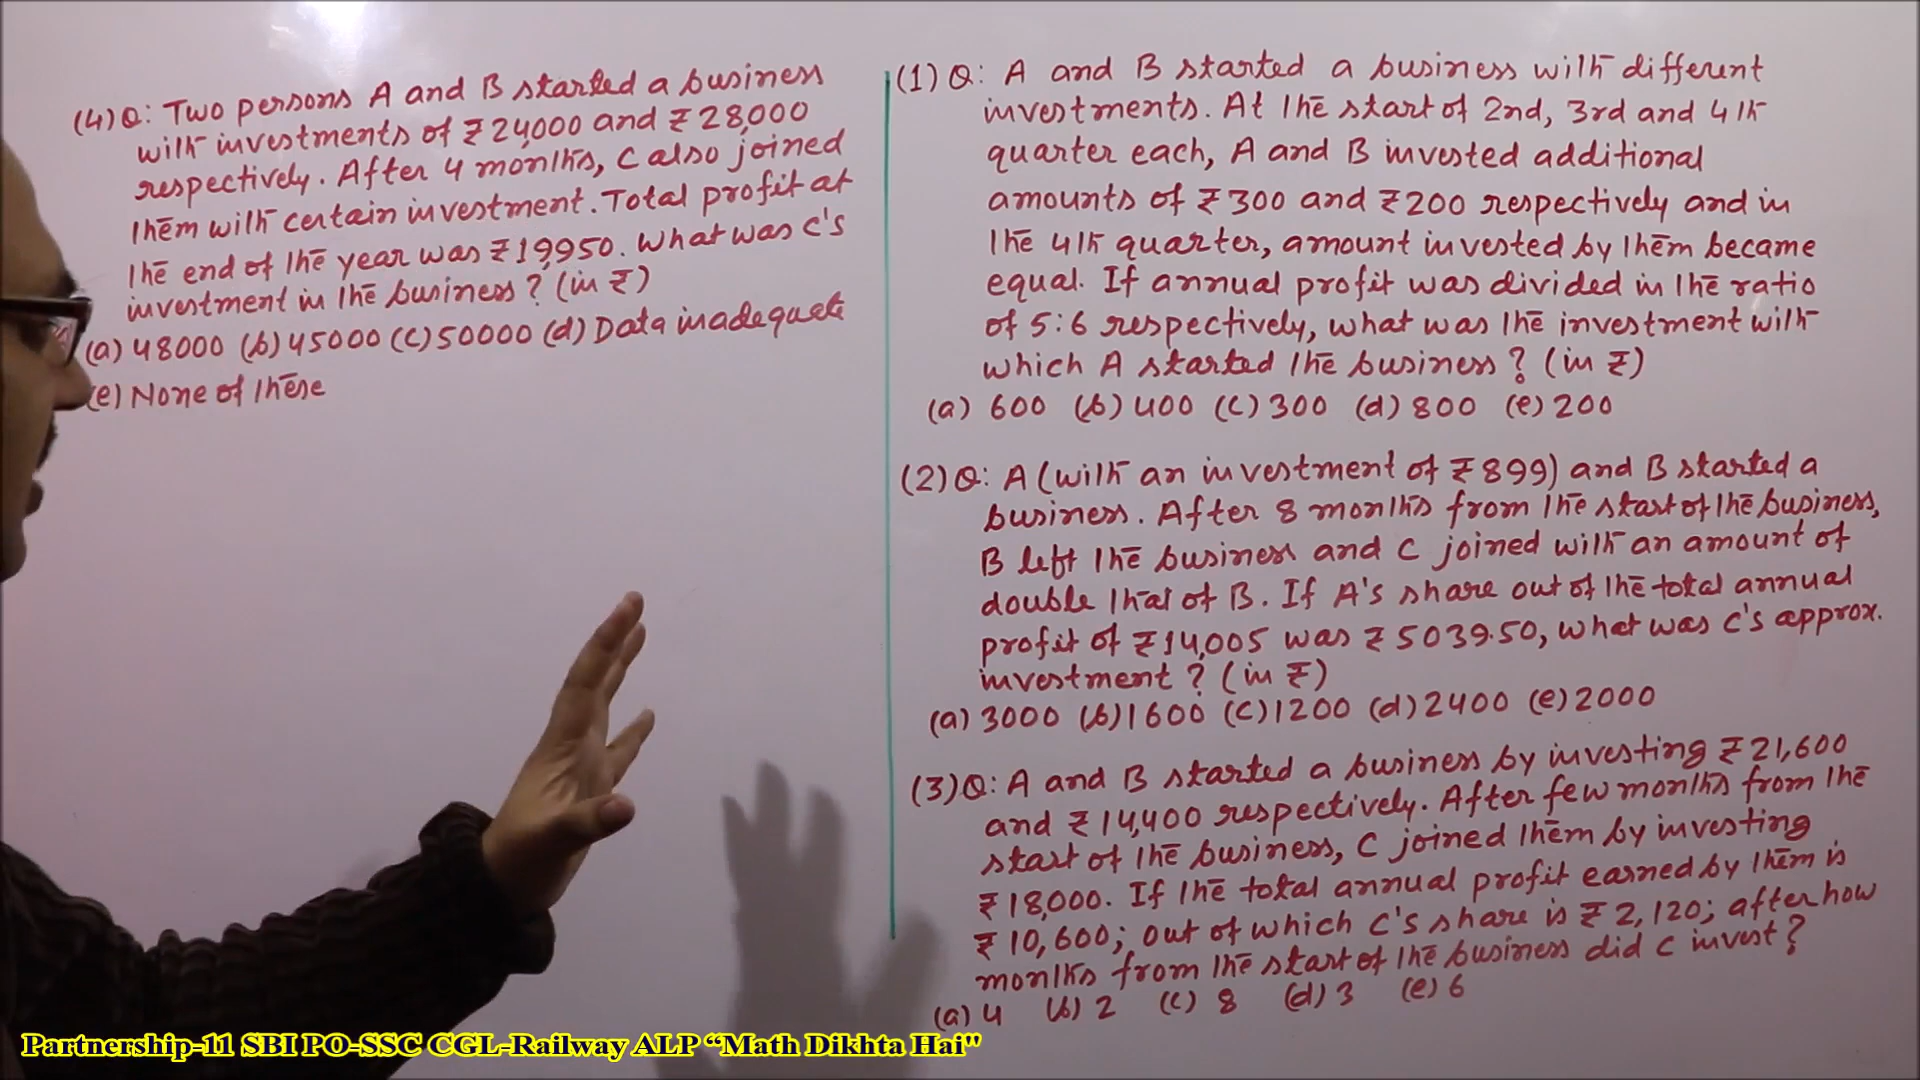 (4) Q: Two persons A and B started a business
with investments of ₹24,000 and ₹28,000
respectively. After 4 months, C also joined
them with certain investment. Total profit at
the end of the year was ₹19,950. What was C's
investment in the business? (in ₹)
(a) 48000 (b) 45000 (c) 50000 (d) Data inadequate
(e) None of these
(1) Q: A and B started a business with different
investments. At the start of 2nd, 3rd and 4th
quarter each, A and B invested additional
amounts of ₹300 and ₹200 respectively and in
the 4th quarter, amount invested by them became
equal. If annual profit was divided in the ratio
of 5:6 respectively, what was the investment with
which A started the business? (in ₹)
(a) 600 (b) 400 (c) 300 (d) 800 (e) 200
(2) Q: A (with an investment of ₹899) and B started a
business. After 8 months from the start of the business,
B left the business and C joined with an amount of
double that of B. If A's share out of the total annual
profit of ₹14,005 was ₹5039.50, what was C's approx.
investment? (in ₹)
(a) 3000 (b) 1600 (c) 1200 (d) 2400 (e) 2000
(3) Q: A and B started a business by investing ₹21,600
and ₹14,400 respectively. After few months from the
start of the business, C joined them by investing
₹18,000. If the total annual profit earned by them is
₹10,600; out of which C's share is ₹2,120; after how
months from the start of the business did C invest?
(a) 4 (b) 2 (c) 8 (d) 3 (e) 6
Partnership-11 SBI PO-SSC CGL-Railway ALP “Math Dikhta Hai"